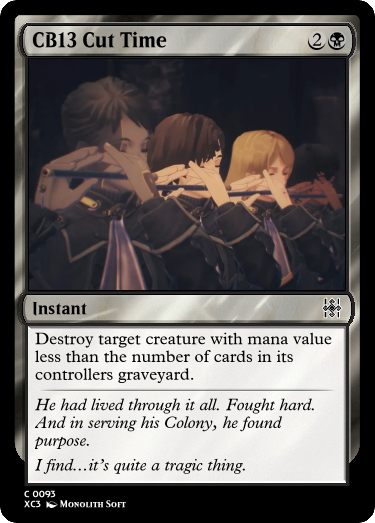 CB13 Cut Time
2
Instant
Destroy target creature with mana value
less than the number of cards in its
controllers graveyard.
He had lived through it all. Fought hard.
And in serving his Colony, he found
purpose.
I find…it's quite a tragic thing.
C 0093
XC3 Monolith Soft